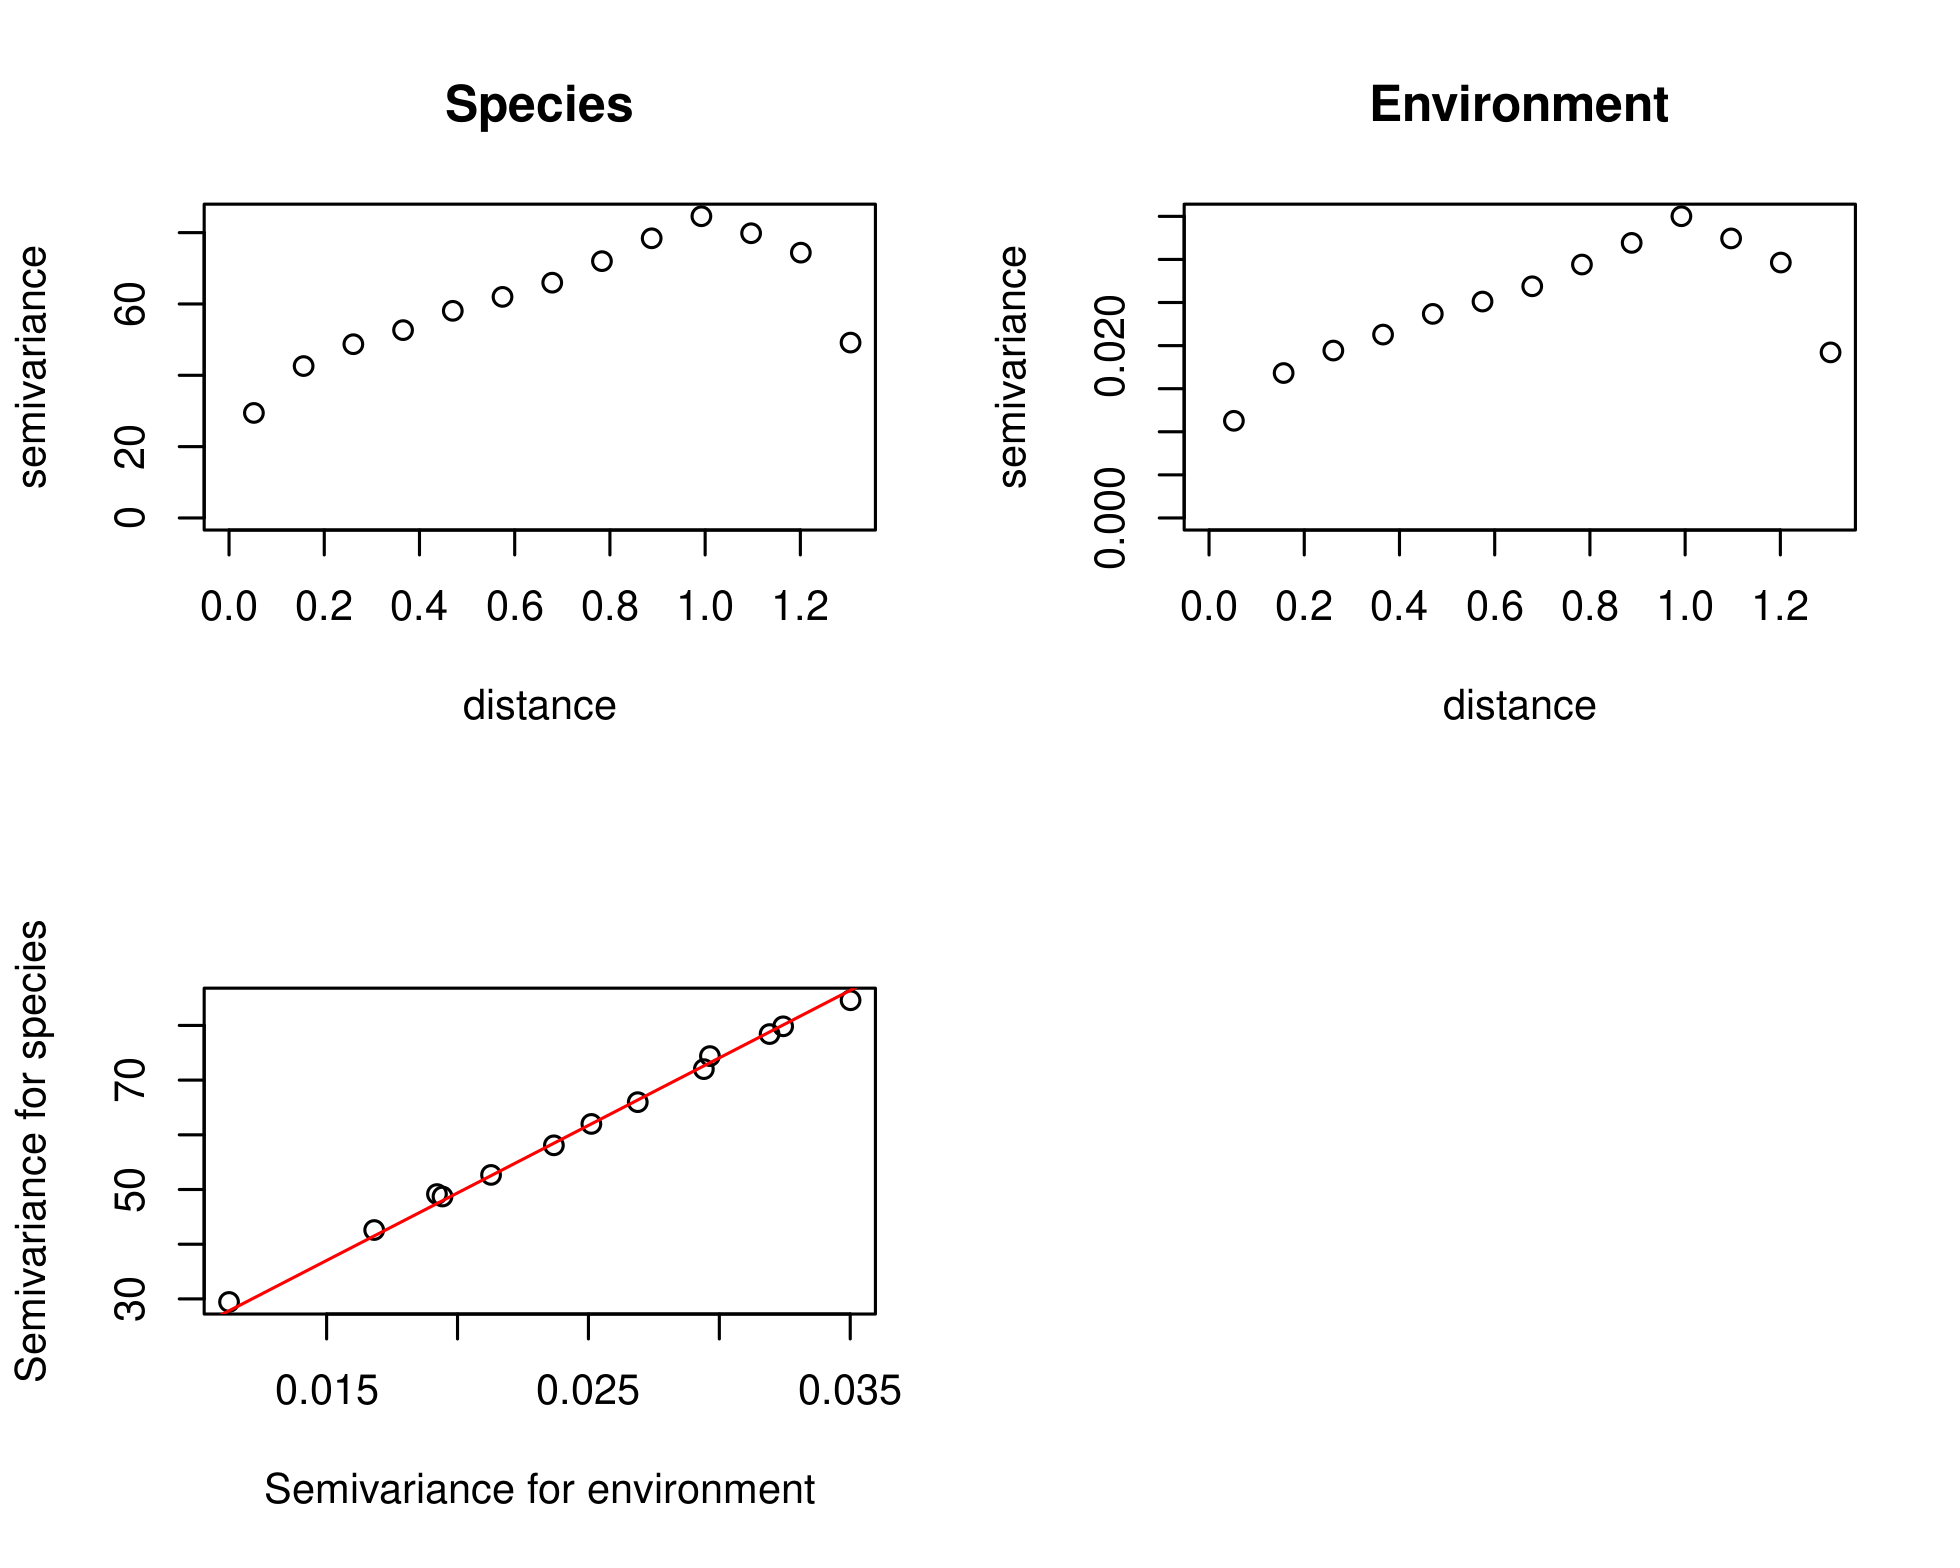 Species
semivariance
60
20
0
0.0 0.2 0.4 0.6 0.8 1.0 1.2
distance
Environment
semivariance
0.020
0.000
0.0 0.2 0.4 0.6 0.8 1.0 1.2
distance
Semivariance for species
70
50
30
0.015 0.025 0.035
Semivariance for environment